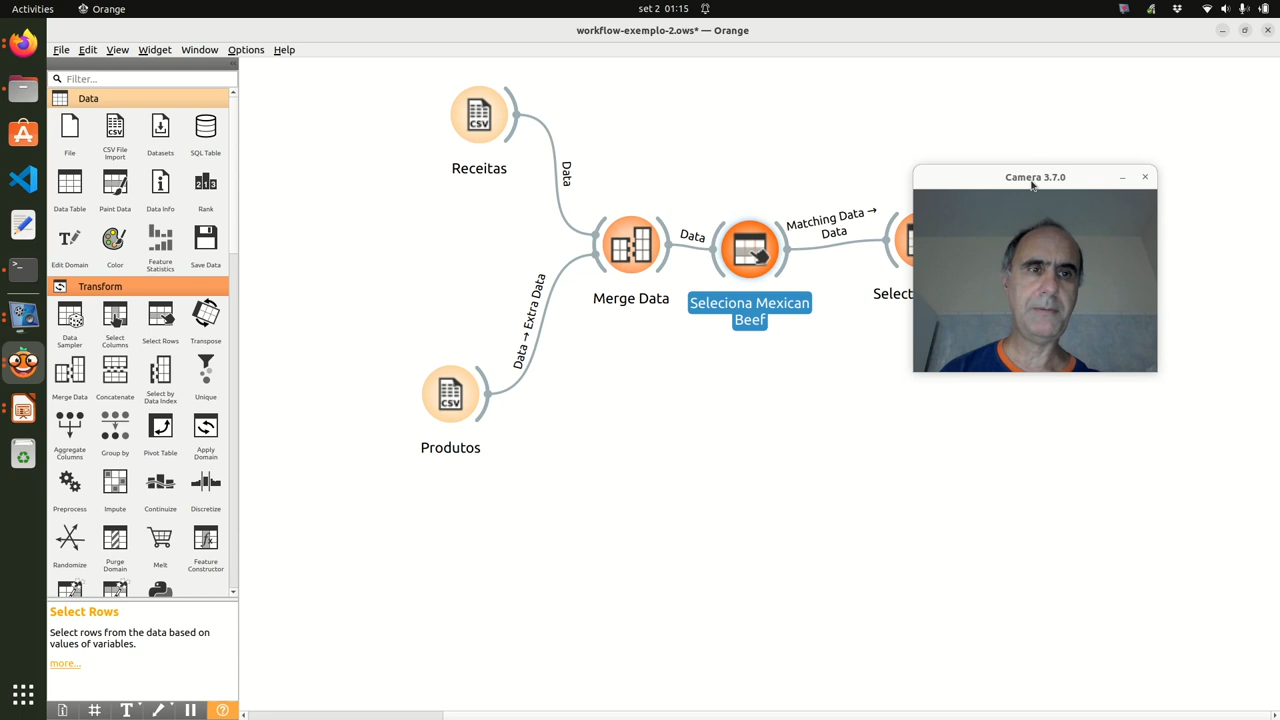 Activities
Orange
set 2 01:15
workflow-exemplo-2.ows* — Orange
File Edit View Widget Window Options Help
Filter...
Data
File
CSV File Import
Datasets
SQL Table
Data Table
Paint Data
Data Info
Rank
Edit Domain
Color
Feature Statistics
Save Data
Transform
Data Sampler
Select Columns
Select Rows
Transpose
Merge Data
Concatenate
Select by Data Index
Unique
Aggregate Columns
Group by
Pivot Table
Apply Domain
Preprocess
Impute
Continuize
Discretize
Randomize
Purge Domain
Melt
Feature Constructor
Select Rows
Select rows from the data based on
values of variables.
more...
Receitas
Data
Produtos
Data → Extra Data
Merge Data
Data
Seleciona Mexican
Beef
Matching Data →
Data
Select
Camera 3.7.0